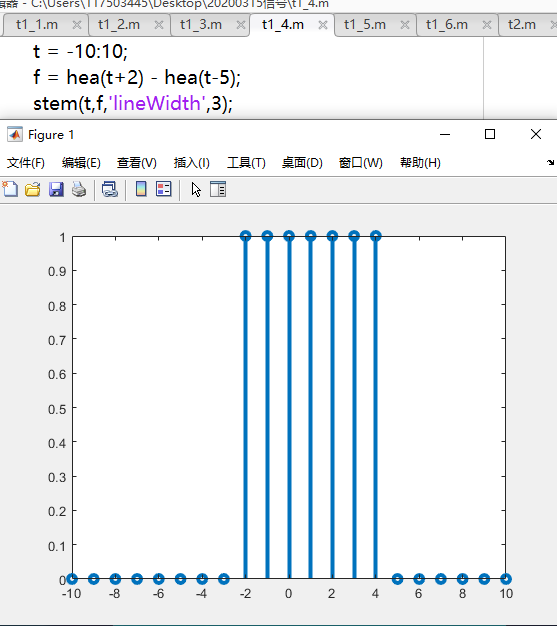 C:\Users\117503445\Desktop\20200315信号\t1_4.m
t1_1.m t1_2.m t1_3.m t1_4.m t1_5.m t1_6.m t2.m
t = -10:10;
f = hea(t+2) - hea(t-5);
stem(t,f,'lineWidth',3);
Figure 1
文件(F) 编辑(E) 查看(V) 插入(I) 工具(T) 桌面(D) 窗口(W) 帮助(H)
1
0.9
0.8
0.7
0.6
0.5
0.4
0.3
0.2
0.1
0
-10 -8 -6 -4 -2 0 2 4 6 8 10